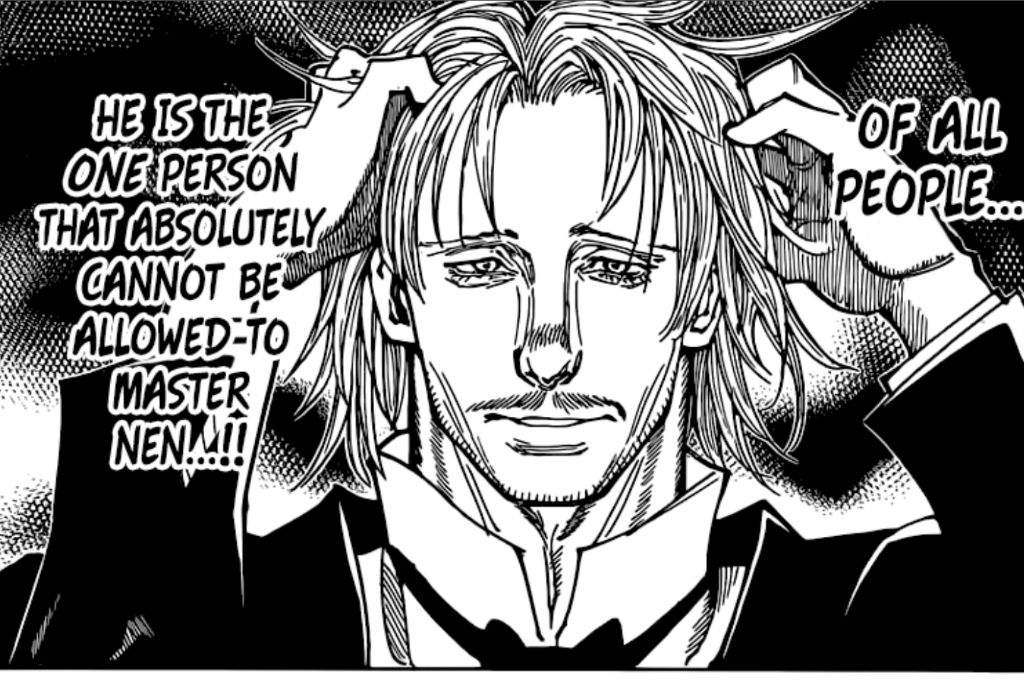 OF ALL
PEOPLE...
HE IS THE
ONE PERSON
THAT ABSOLUTELY
CANNOT BE
ALLOWED TO
MASTER
NEN...!!